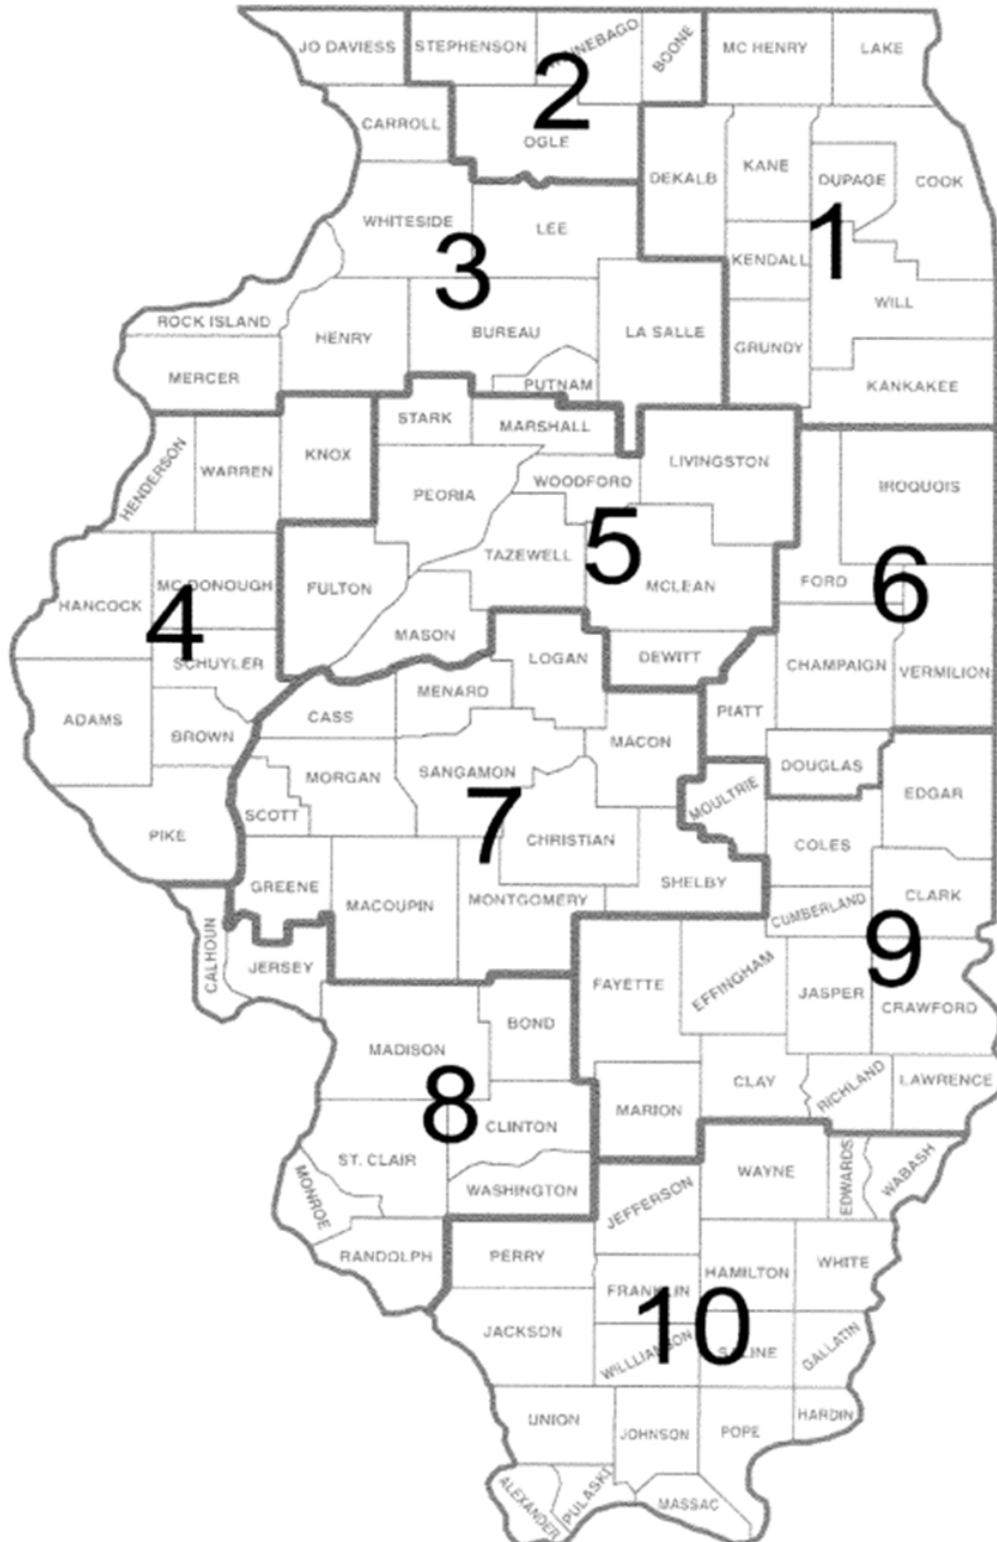 JO DAVIESS
STEPHENSON
WINNEBAGO
BOONE
MC HENRY
LAKE
2
CARROLL
OGLE
DEKALB
KANE
DUPAGE
COOK
1
WHITESIDE
LEE
3
KENDALL
WILL
ROCK ISLAND
HENRY
BUREAU
LA SALLE
GRUNDY
MERCER
PUTNAM
KANKAKEE
STARK
MARSHALL
HENDERSON
WARREN
KNOX
PEORIA
WOODFORD
LIVINGSTON
IROQUOIS
5
TAZEWELL
MCLEAN
FORD
6
HANCOCK
MC DONOUGH
4
FULTON
MASON
SCHUYLER
LOGAN
DEWITT
CHAMPAIGN
VERMILION
ADAMS
BROWN
CASS
MENARD
MACON
PIATT
MORGAN
SANGAMON
DOUGLAS
SCOTT
7
MOULTRIE
EDGAR
PIKE
CHRISTIAN
COLES
GREENE
MACOUPIN
MONTGOMERY
SHELBY
CUMBERLAND
CLARK
CALHOUN
JERSEY
FAYETTE
EFFINGHAM
9
JASPER
CRAWFORD
MADISON
BOND
8
CLINTON
MARION
CLAY
RICHLAND
LAWRENCE
ST. CLAIR
WASHINGTON
MONROE
JEFFERSON
WAYNE
EDWARDS
WABASH
RANDOLPH
PERRY
FRANKLIN
HAMILTON
WHITE
10
JACKSON
WILLLIAMSON
SALINE
GALLATIN
UNION
JOHNSON
POPE
HARDIN
ALEXANDER
PULASKI
MASSAC